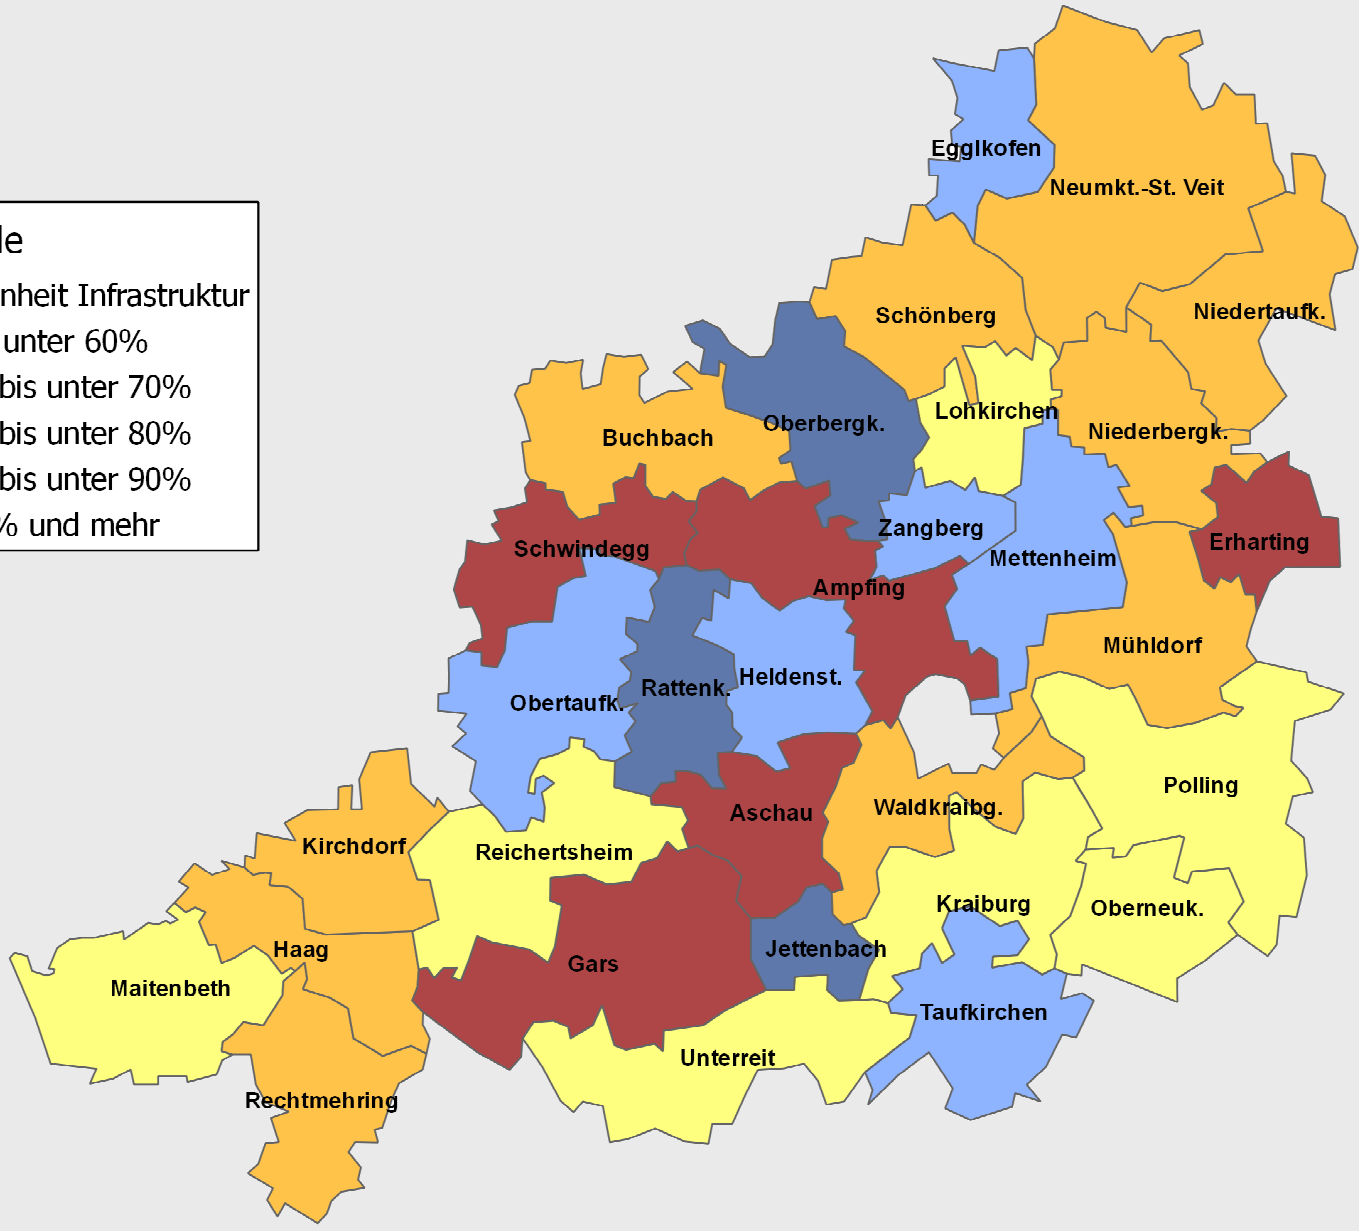 Egglkofen
Neumkt.-St. Veit
le
nheit Infrastruktur
unter 60%
bis unter 70%
bis unter 80%
bis unter 90%
% und mehr
Schönberg
Niedertaufk.
Lohkirchen
Oberbergk.
Buchbach
Niederbergk.
Zangberg
Schwindegg
Erharting
Mettenheim
Ampfing
Mühldorf
Heldenst.
Rattenk.
Obertaufk.
Polling
Waldkraibg.
Aschau
Kirchdorf
Reichertsheim
Kraiburg
Oberneuk.
Haag
Jettenbach
Gars
Maitenbeth
Taufkirchen
Unterreit
Rechtmehring